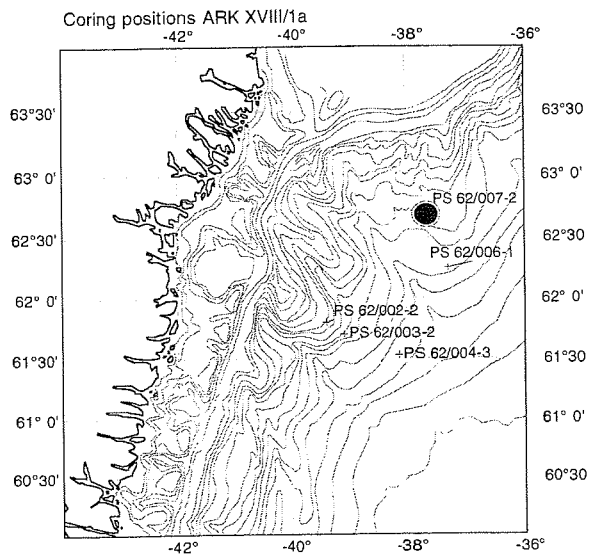 Coring positions ARK XVIII/1a
-42° -40° -38° -36°
63°30' 63°30
63° 0' 63° 0'
PS 62/007-2
62°30' 62°30
PS 62/006-1
62° 0' 62° 0'
PS 62/002-2
+PS 62/003-2
61°30' +PS 62/004-3 61°30
61° 0' 61° 0'
60°30' 60°30
-42° -40° -38° -36°